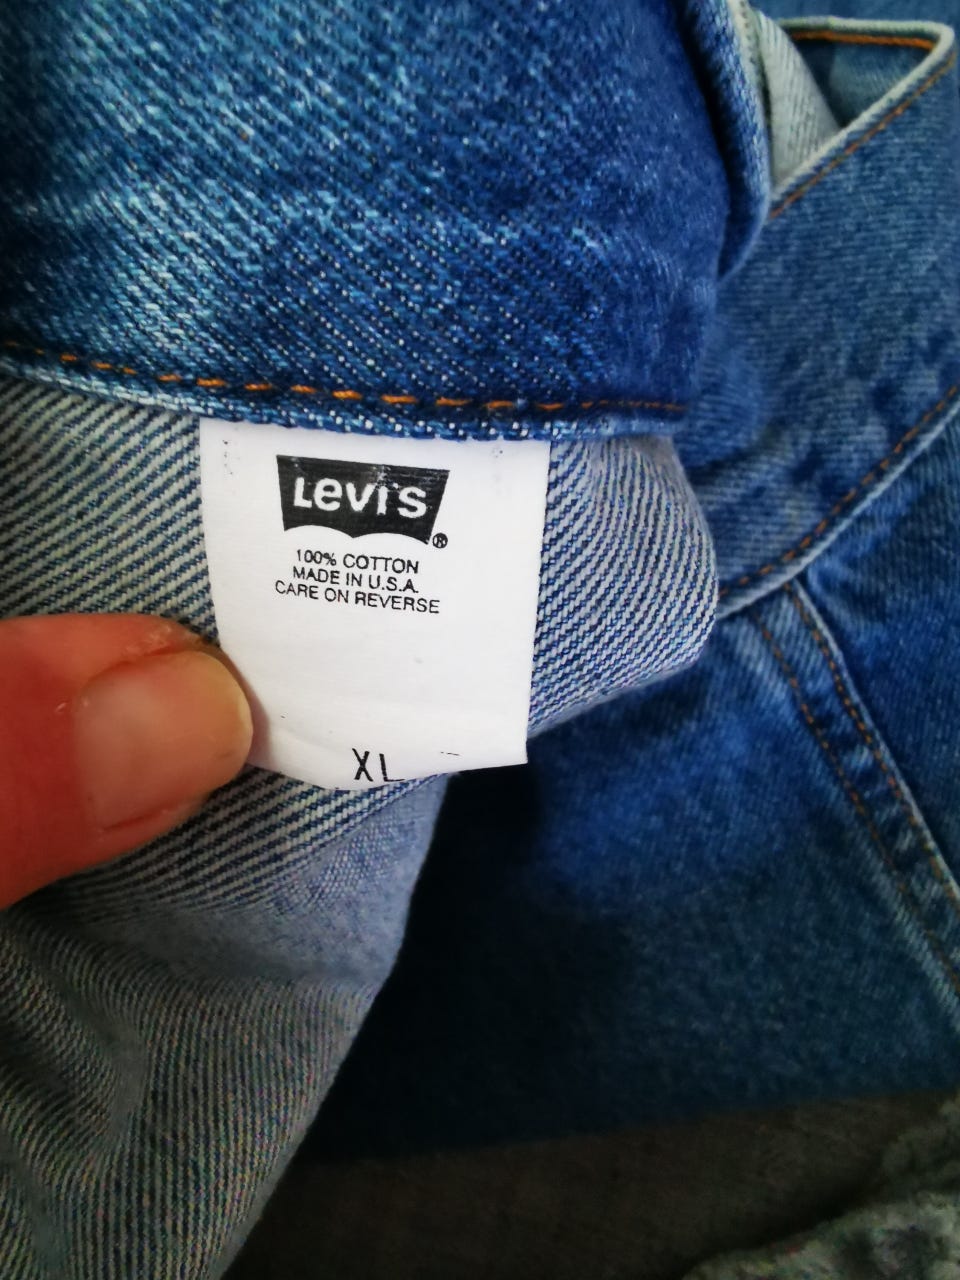 Levi's®
100% COTTON
MADE IN U.S.A.
CARE ON REVERSE
XL